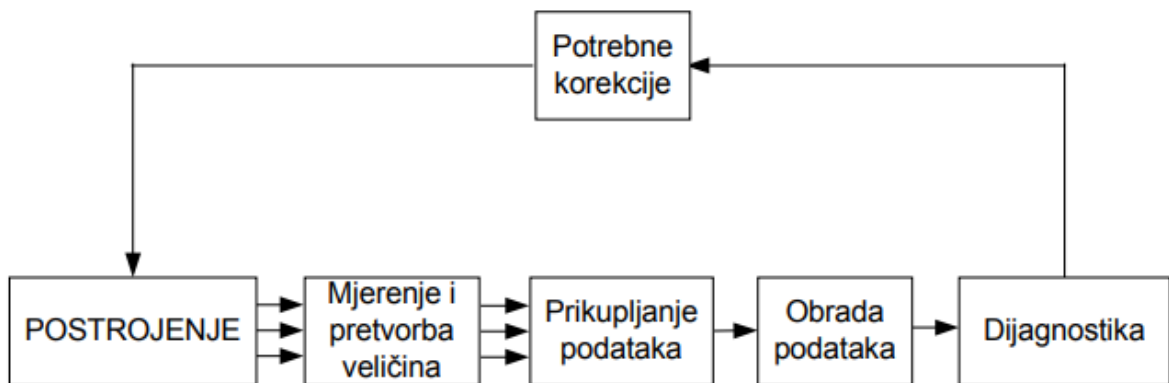 Potrebne
korekcije
POSTROJENJE
Mjerenje i
pretvorba
veličina
Prikupljanje
podataka
Obrada
podataka
Dijagnostika